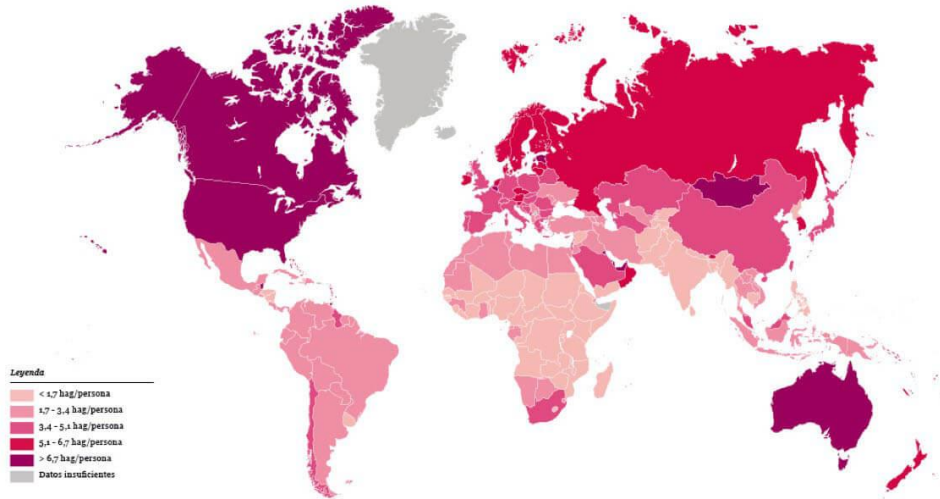 Leyenda
< 1,7 hag/persona
1,7 - 3,4 hag/persona
3,4 - 5,1 hag/persona
5,1 - 6,7 hag/persona
> 6,7 hag/persona
Datos insuficientes